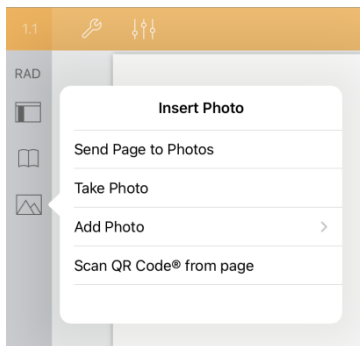 1.1
RAD
Insert Photo
Send Page to Photos
Take Photo
Add Photo
Scan QR Code® from page